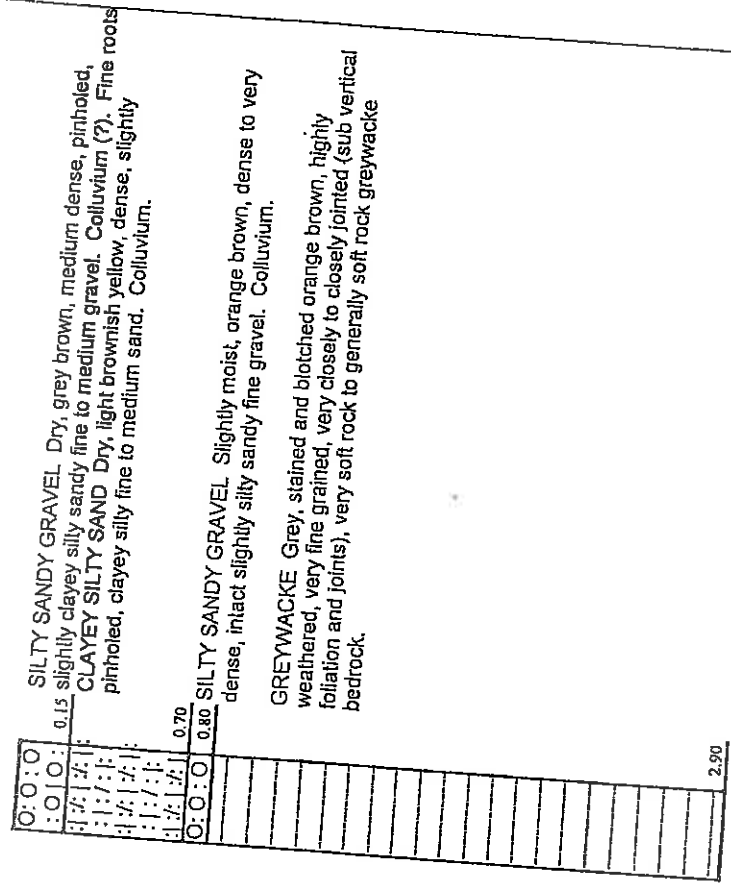 SILTY SANDY GRAVEL Dry, grey brown, medium dense, pinholed,
0.15 slightly clayey silty sandy fine to medium gravel. Colluvium (?). Fine roots
CLAYEY SILTY SAND Dry, light brownish yellow, dense, slightly
pinholed, clayey silly fine to medium sand. Colluvium.
0.70
0.80 SILTY SANDY GRAVEL Slightly moist, orange brown, dense to very
dense, intact slightly silty sandy fine gravel. Colluvium.
GREYWACKE Grey, stained and blotched orange brown, highly
weathered, very fine grained, very closely to closely jointed (sub vertical
foliation and joints), very soft rock to generally soft rock greywacke
bedrock.
2.90